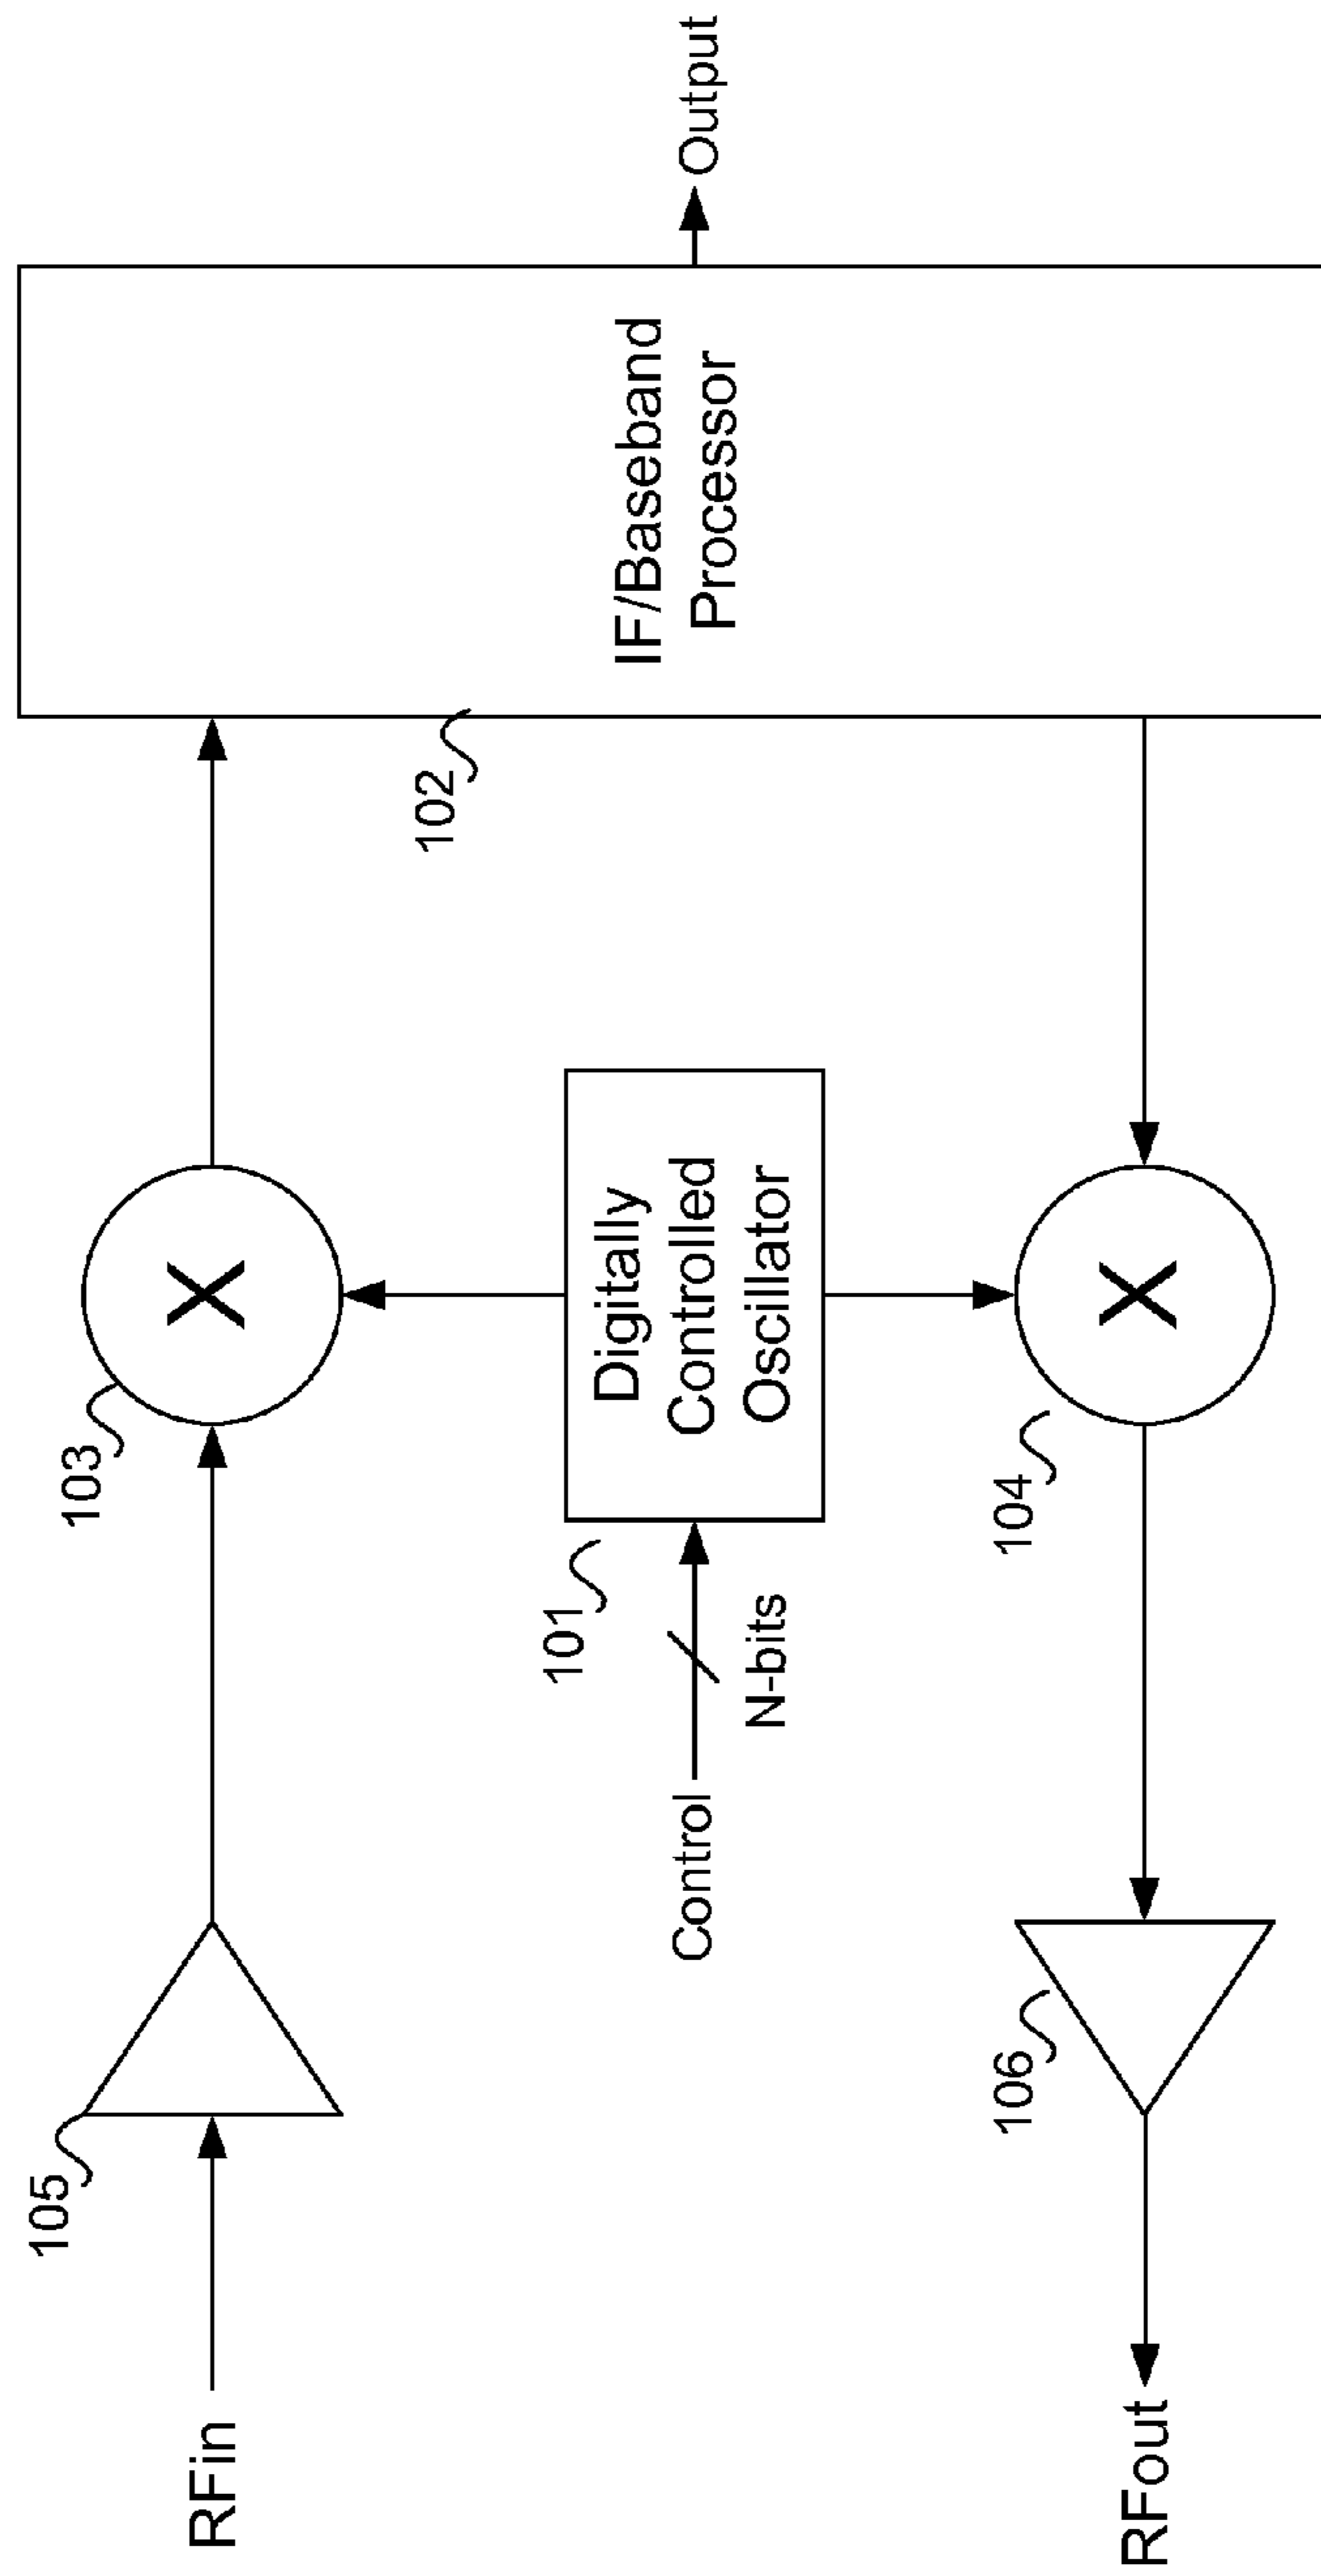 105
RFin
103
102
IF/Baseband
Processor
Output
Control
N-bits
101
Digitally
Controlled
Oscillator
106
RFout
104
X
X